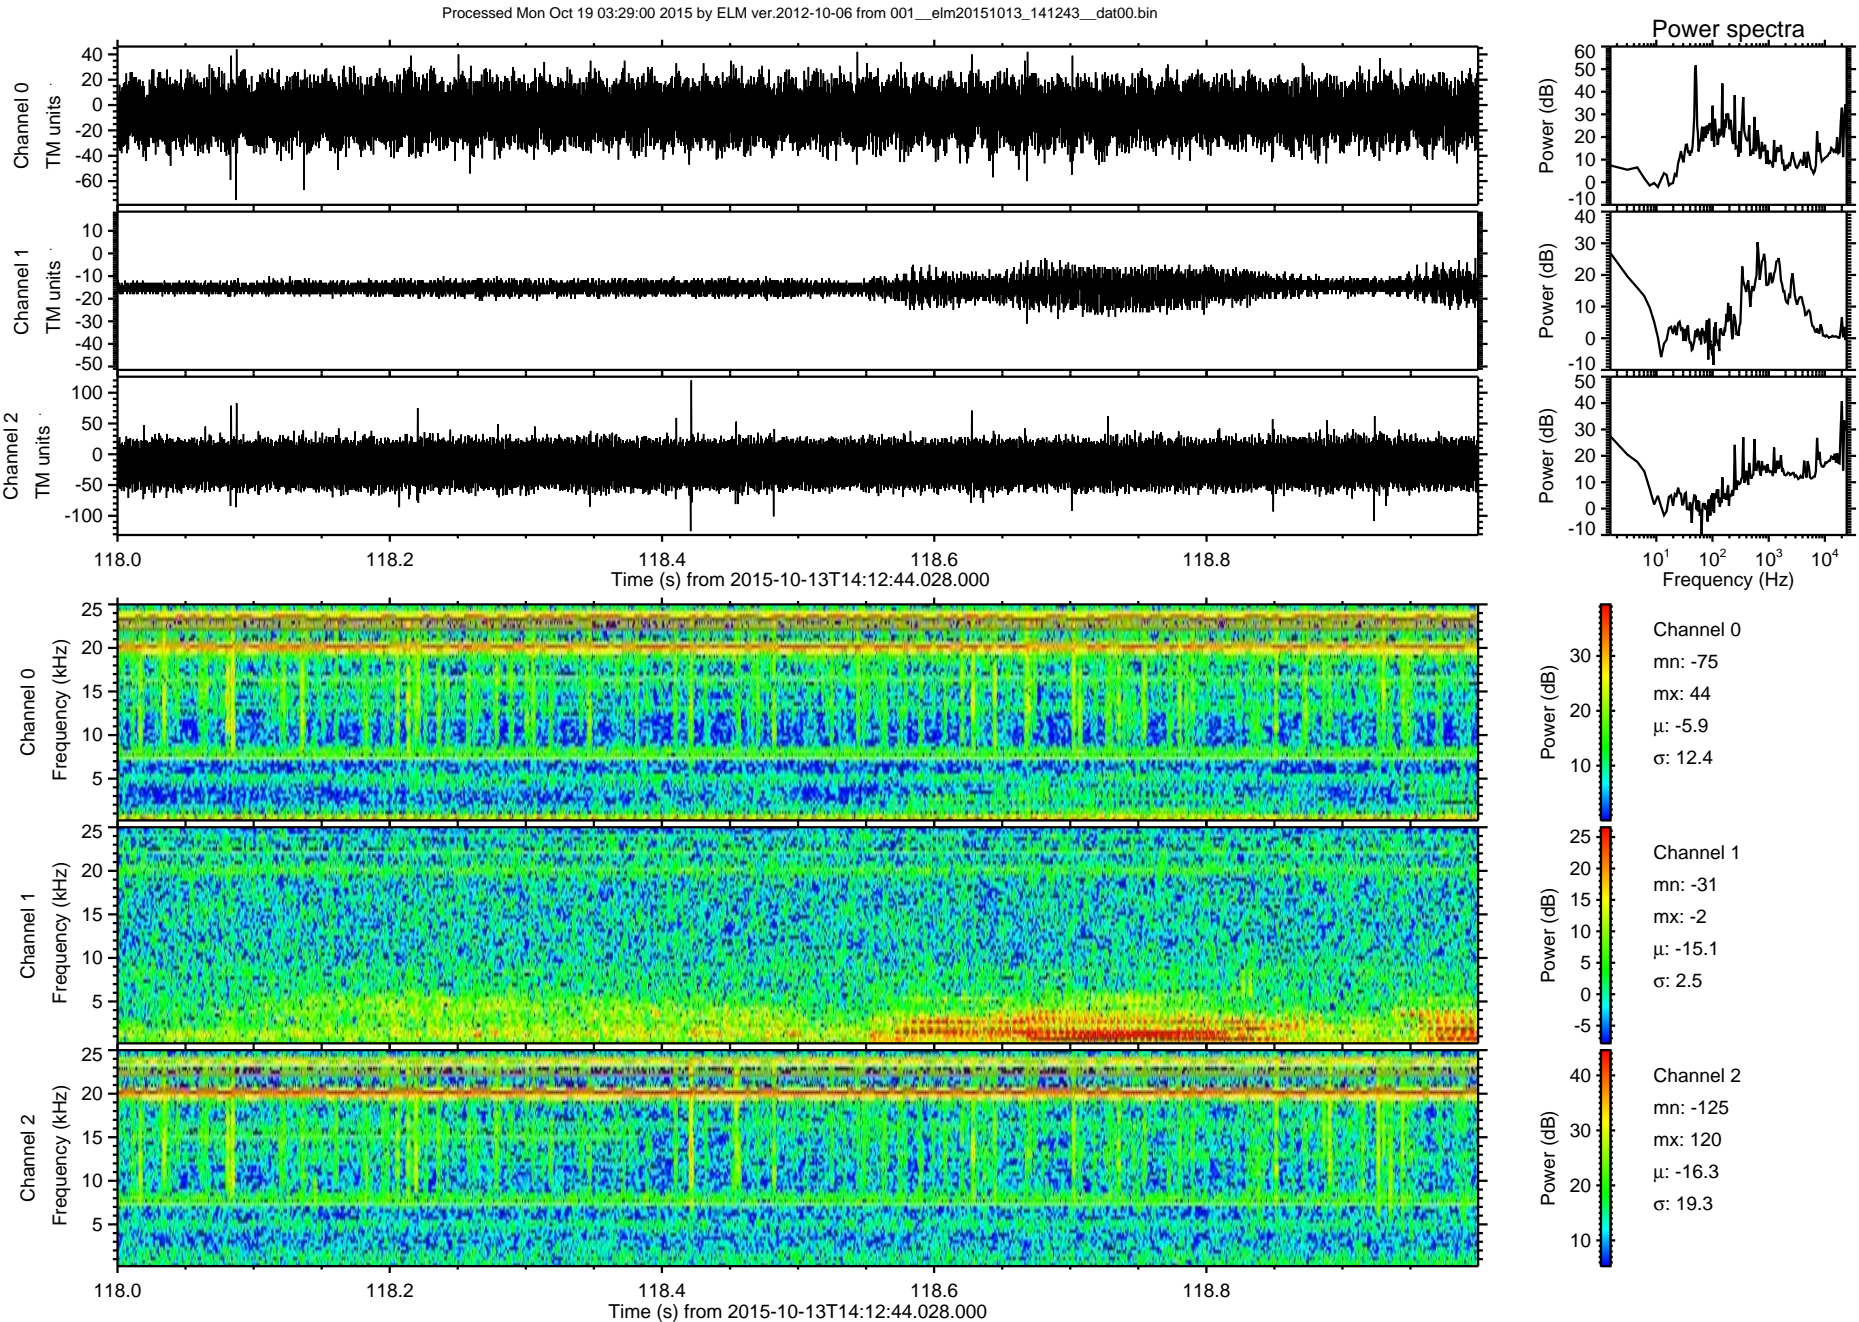 Processed Mon Oct 19 03:29:00 2015 by ELM ver.2012-10-06 from 001__elm20151013_141243__dat00.bin
Power spectra
Channel 0
TM units
40
20
0
-20
-40
-60
Power (dB)
60
50
40
30
20
10
0
-10
Channel 1
TM units
10
0
-10
-20
-30
-40
-50
Power (dB)
40
30
20
10
0
-10
Channel 2
TM units
100
50
0
-50
-100
Power (dB)
50
40
30
20
10
0
-10
118.0 118.2 118.4 118.6 118.8
Time (s) from 2015-10-13T14:12:44.028.000
10^1 10^2 10^3 10^4
Frequency (Hz)
Channel 0
Frequency (kHz)
25
20
15
10
5
Power (dB)
30
20
10
Channel 0
mn: -75
mx: 44
μ: -5.9
σ: 12.4
Channel 1
Frequency (kHz)
25
20
15
10
5
Power (dB)
25
20
15
10
5
0
-5
Channel 1
mn: -31
mx: -2
μ: -15.1
σ: 2.5
Channel 2
Frequency (kHz)
25
20
15
10
5
Power (dB)
40
30
20
10
Channel 2
mn: -125
mx: 120
μ: -16.3
σ: 19.3
118.0 118.2 118.4 118.6 118.8
Time (s) from 2015-10-13T14:12:44.028.000